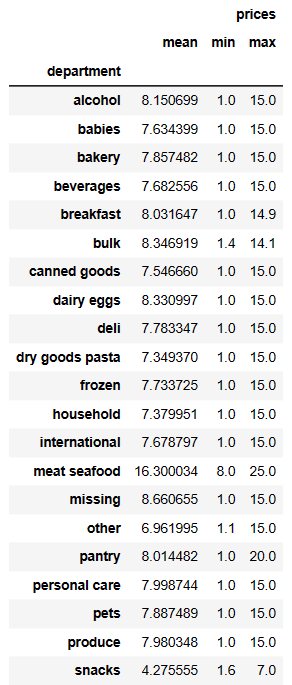 prices
mean min max
department
alcohol 8.150699 1.0 15.0
babies 7.634399 1.0 15.0
bakery 7.857482 1.0 15.0
beverages 7.682556 1.0 15.0
breakfast 8.031647 1.0 14.9
bulk 8.346919 1.4 14.1
canned goods 7.546660 1.0 15.0
dairy eggs 8.330997 1.0 15.0
deli 7.783347 1.0 15.0
dry goods pasta 7.349370 1.0 15.0
frozen 7.733725 1.0 15.0
household 7.379951 1.0 15.0
international 7.678797 1.0 15.0
meat seafood 16.300034 8.0 25.0
missing 8.660655 1.0 15.0
other 6.961995 1.1 15.0
pantry 8.014482 1.0 20.0
personal care 7.998744 1.0 15.0
pets 7.887489 1.0 15.0
produce 7.980348 1.0 15.0
snacks 4.275555 1.6 7.0